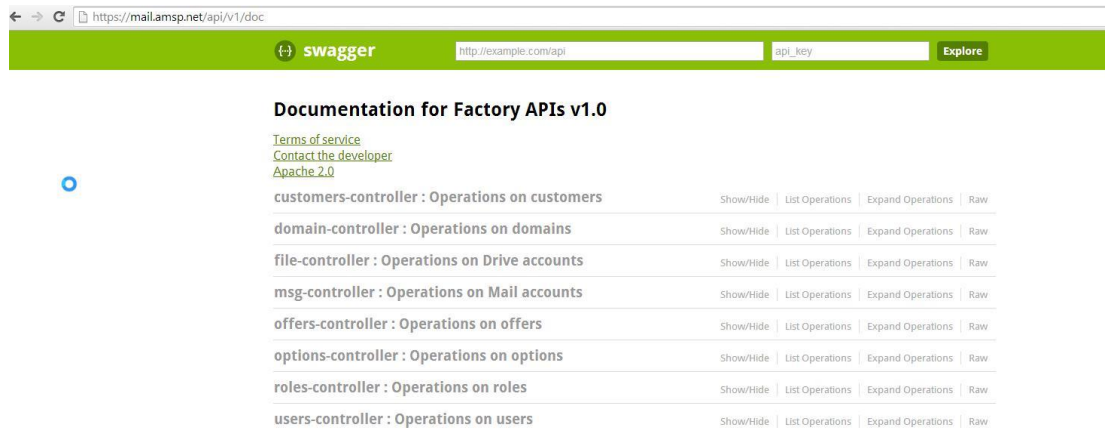 https://mail.amsp.net/api/v1/doc
{···} swagger http://example.com/api api_key Explore
Documentation for Factory APIs v1.0
Terms of service
Contact the developer
Apache 2.0
customers-controller : Operations on customers Show/Hide List Operations Expand Operations Raw
domain-controller : Operations on domains Show/Hide List Operations Expand Operations Raw
file-controller : Operations on Drive accounts Show/Hide List Operations Expand Operations Raw
msg-controller : Operations on Mail accounts Show/Hide List Operations Expand Operations Raw
offers-controller : Operations on offers Show/Hide List Operations Expand Operations Raw
options-controller : Operations on options Show/Hide List Operations Expand Operations Raw
roles-controller : Operations on roles Show/Hide List Operations Expand Operations Raw
users-controller : Operations on users Show/Hide List Operations Expand Operations Raw